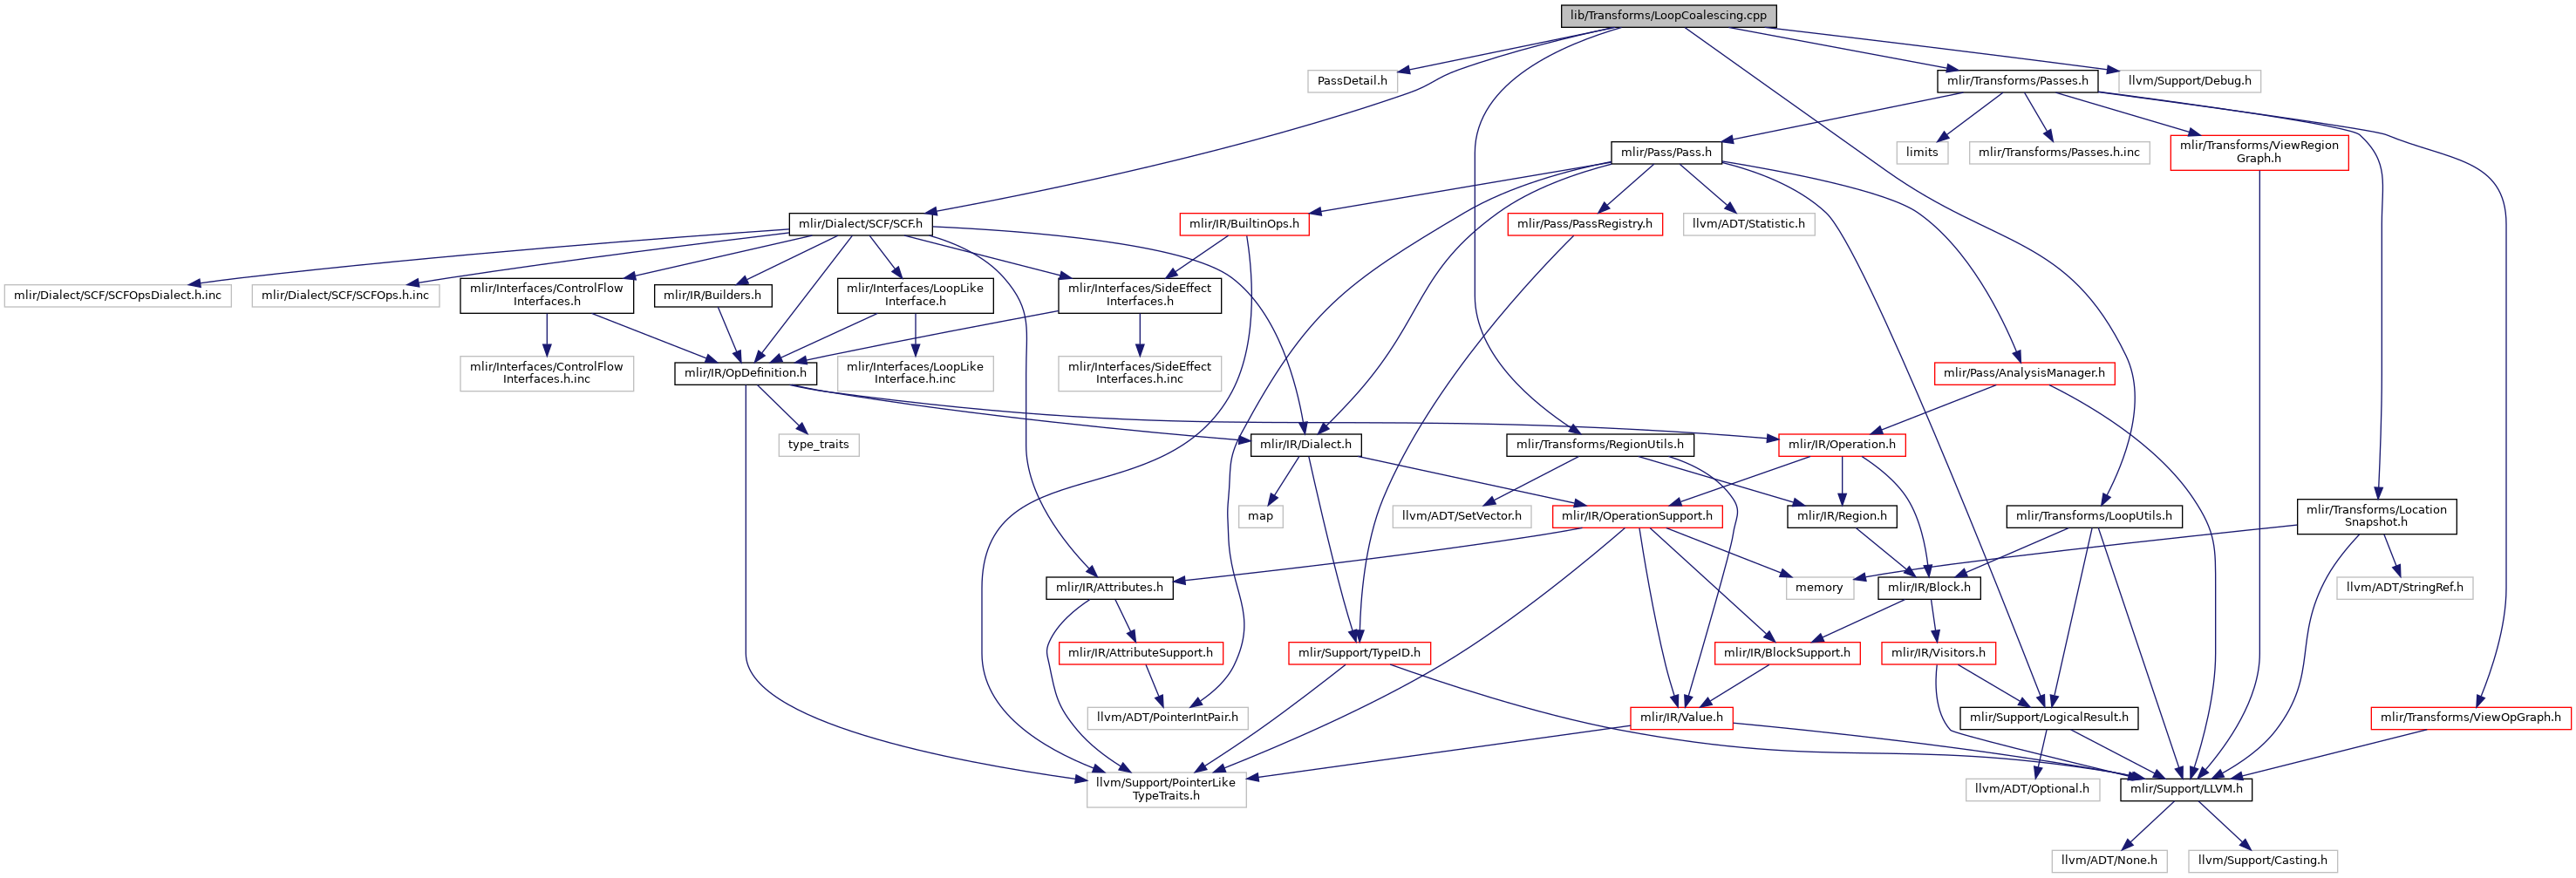 lib/Transforms/LoopCoalescing.cpp
PassDetail.h
mlir/Transforms/Passes.h
llvm/Support/Debug.h
mlir/Pass/Pass.h
limits
mlir/Transforms/Passes.h.inc
mlir/Transforms/ViewRegion
Graph.h
mlir/Dialect/SCF/SCF.h
mlir/IR/BuiltinOps.h
mlir/Pass/PassRegistry.h
llvm/ADT/Statistic.h
mlir/Dialect/SCF/SCFOpsDialect.h.inc
mlir/Dialect/SCF/SCFOps.h.inc
mlir/Interfaces/ControlFlow
Interfaces.h
mlir/IR/Builders.h
mlir/Interfaces/LoopLike
Interface.h
mlir/Interfaces/SideEffect
Interfaces.h
mlir/Interfaces/ControlFlow
Interfaces.h.inc
mlir/IR/OpDefinition.h
mlir/Interfaces/LoopLike
Interface.h.inc
mlir/Interfaces/SideEffect
Interfaces.h.inc
mlir/Pass/AnalysisManager.h
type_traits
mlir/IR/Dialect.h
mlir/Transforms/RegionUtils.h
mlir/IR/Operation.h
map
llvm/ADT/SetVector.h
mlir/IR/OperationSupport.h
mlir/IR/Region.h
mlir/Transforms/LoopUtils.h
mlir/Transforms/Location
Snapshot.h
mlir/IR/Attributes.h
memory
mlir/IR/Block.h
llvm/ADT/StringRef.h
mlir/IR/AttributeSupport.h
mlir/Support/TypeID.h
mlir/IR/BlockSupport.h
mlir/IR/Visitors.h
llvm/ADT/PointerIntPair.h
mlir/IR/Value.h
mlir/Support/LogicalResult.h
mlir/Transforms/ViewOpGraph.h
llvm/Support/PointerLike
TypeTraits.h
llvm/ADT/Optional.h
mlir/Support/LLVM.h
llvm/ADT/None.h
llvm/Support/Casting.h